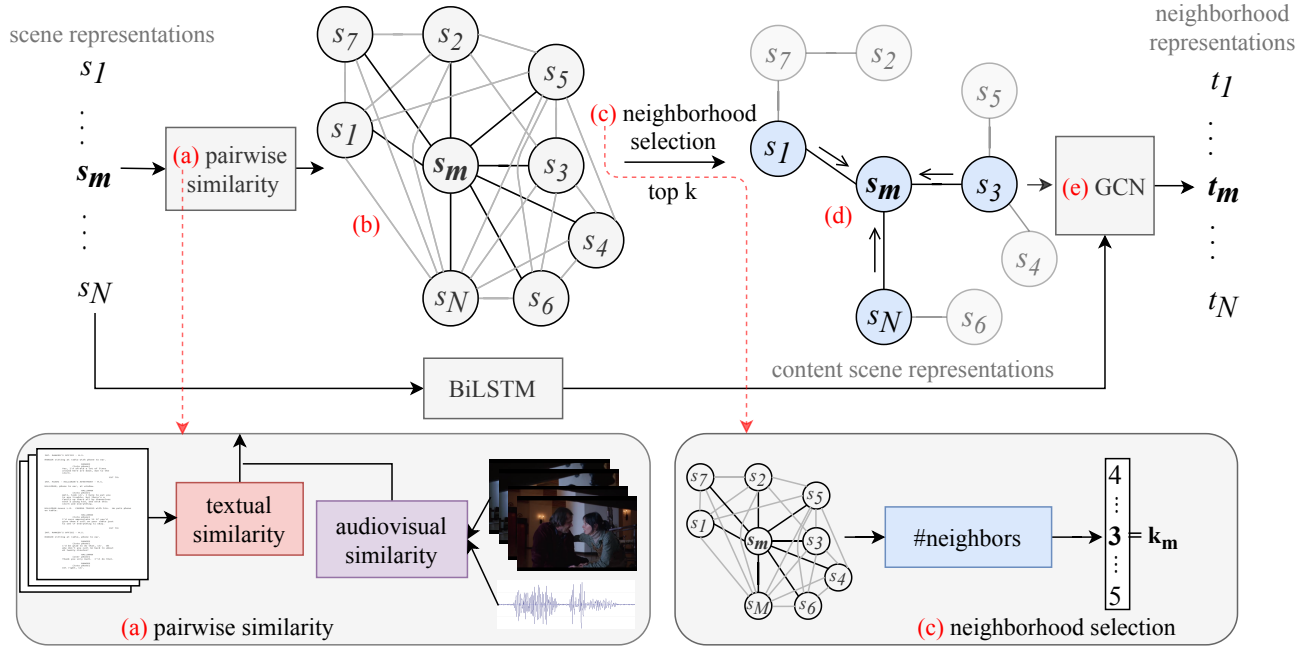 scene representations
s1
sm
sN
(a) pairwise
similarity
s7
s2
s5
s1
sm
s3
s4
sN
s6
(b)
(c) neighborhood
selection
top k
s7
s2
s5
s1
sm
s3
s4
sN
s6
(d)
(e) GCN
neighborhood
representations
t1
tm
tN
BiLSTM
content scene representations
textual
similarity
audiovisual
similarity
(a) pairwise similarity
s7
s2
s5
s1
sm
s3
s4
sM
s6
#neighbors
4
3 = km
5
(c) neighborhood selection